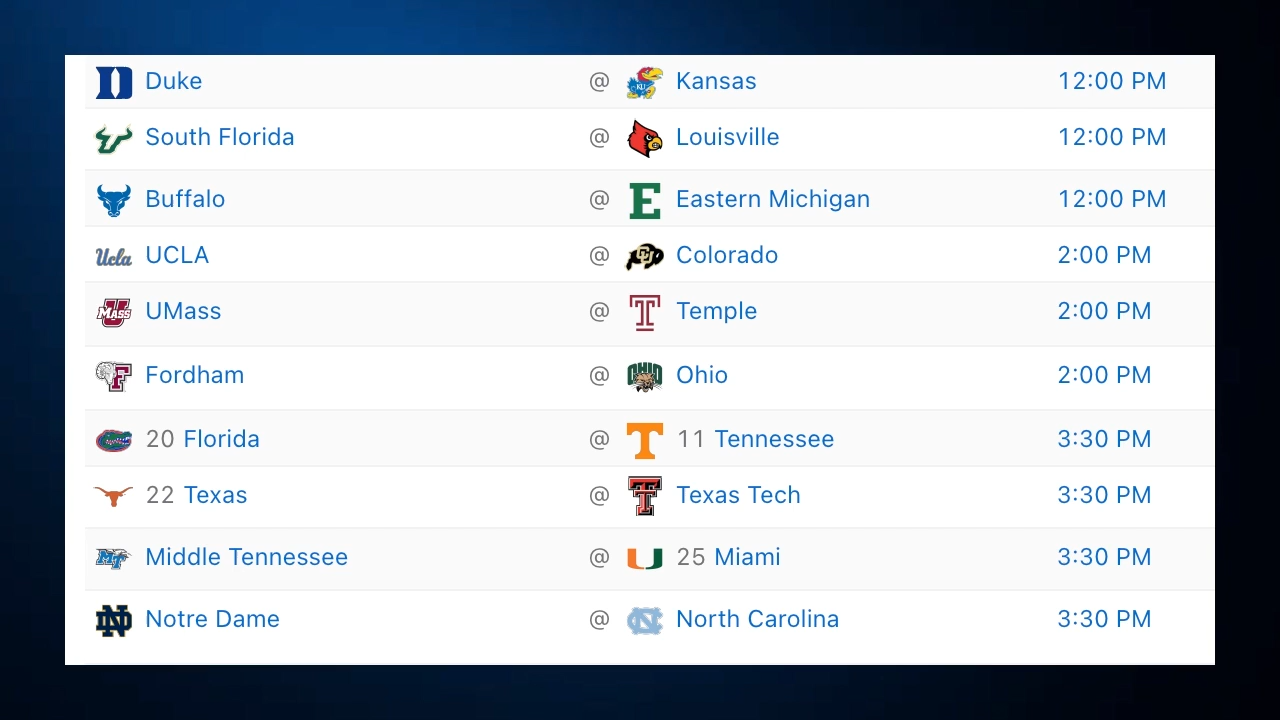 Duke @ Kansas 12:00 PM
South Florida @ Louisville 12:00 PM
Buffalo @ Eastern Michigan 12:00 PM
UCLA @ Colorado 2:00 PM
UMass @ Temple 2:00 PM
Fordham @ Ohio 2:00 PM
20 Florida @ 11 Tennessee 3:30 PM
22 Texas @ Texas Tech 3:30 PM
Middle Tennessee @ 25 Miami 3:30 PM
Notre Dame @ North Carolina 3:30 PM